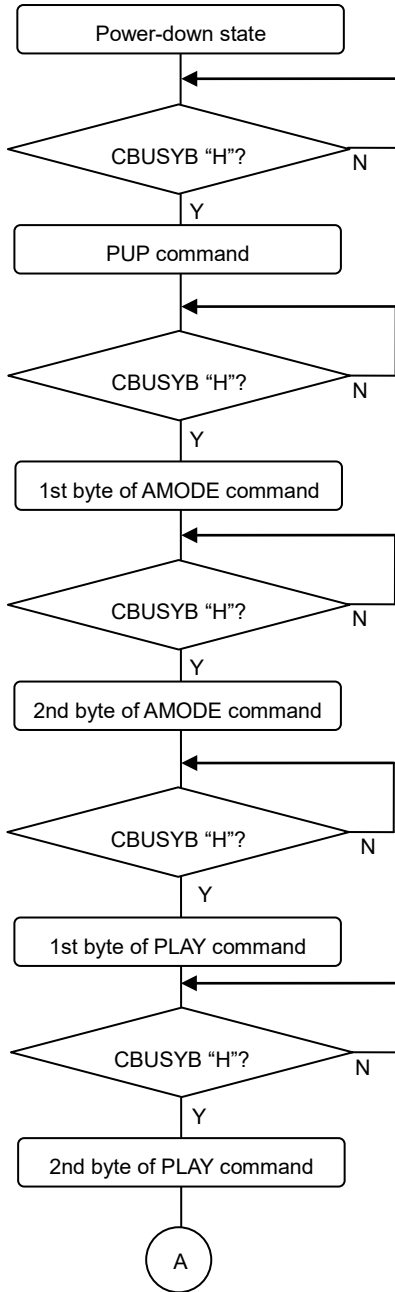 Power-down state
CBUSYB “H”?
N
Y
PUP command
CBUSYB “H”?
N
Y
1st byte of AMODE command
CBUSYB “H”?
N
Y
2nd byte of AMODE command
CBUSYB “H”?
N
Y
1st byte of PLAY command
CBUSYB “H”?
N
Y
2nd byte of PLAY command
A